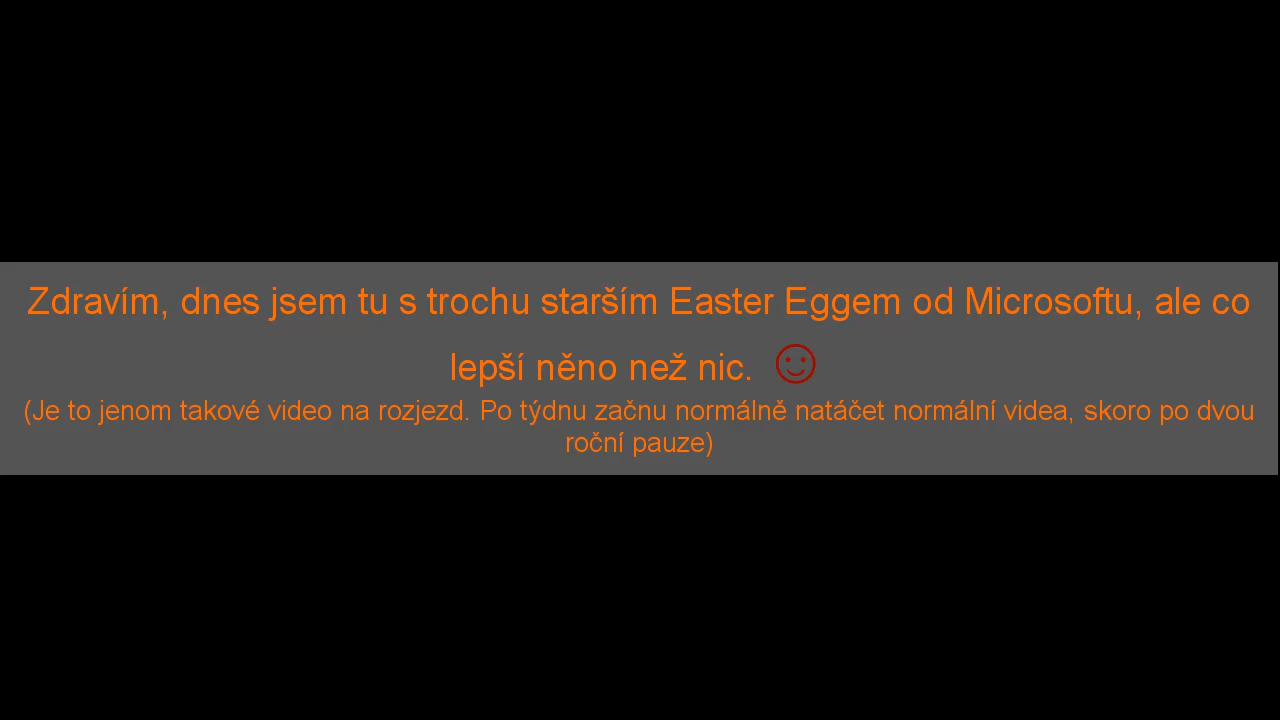 Zdravím, dnes jsem tu s trochu starším Easter Eggem od Microsoftu, ale co
lepší něno než nic. ☺
(Je to jenom takové video na rozjezd. Po týdnu začnu normálně natáčet normální videa, skoro po dvou
roční pauze)